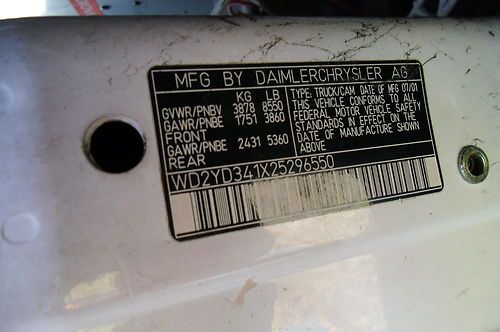 MFG BY DAIMLERCHRYSLER AG
KG LB
GVWR/PNBV 3878 8550
GAWR/PNBE 1751 3860
FRONT
GAWR/PNBE 2431 5360
REAR
TYPE: TRUCK/CAM DATE OF MFG 07/01
THIS VEHICLE CONFORMS TO ALL
FEDERAL MOTOR VEHICLE SAFETY
STANDARDS IN EFFECT ON THE
DATE OF MANUFACTURE SHOWN
ABOVE
WD2YD341X25296550